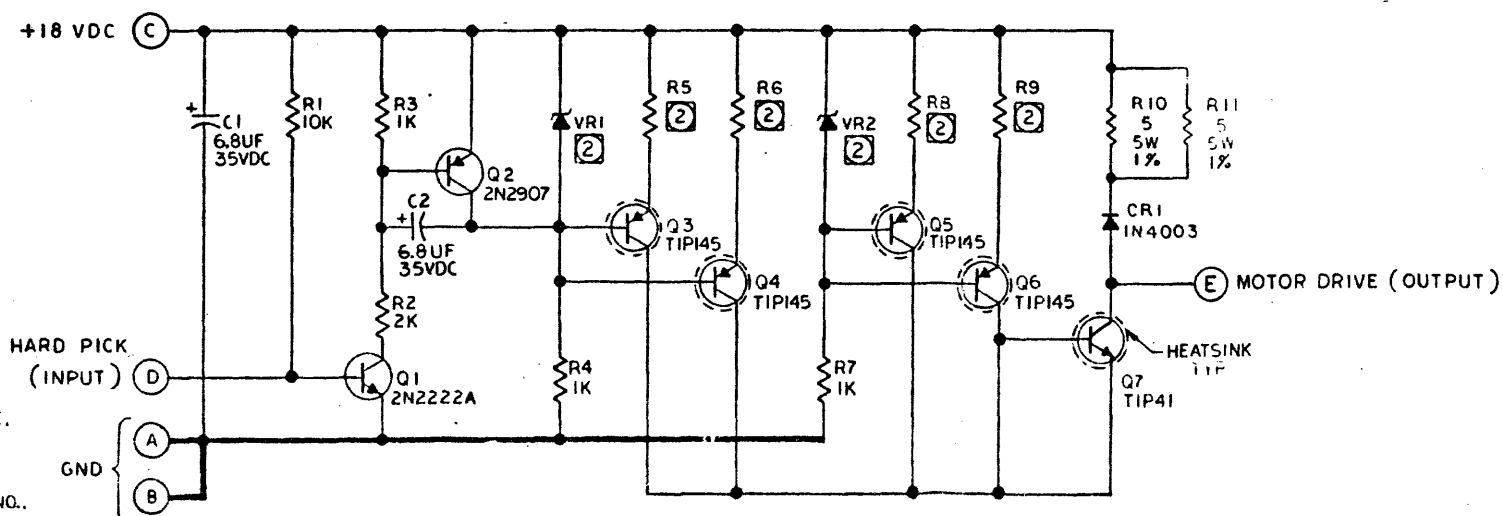 +18 VDC C
+
C1
6.8UF
35VDC
R1
10K
R3
1K
Q2
2N2907
+ C2
6.8UF
35VDC
R2
2K
HARD PICK
(INPUT) D
Q1
2N2222A
GND
A
B
NO..
VR1
2
R4
1K
R5
2
Q3
TIP145
R6
2
Q4
TIP145
VR2
2
R7
1K
R8
2
Q5
TIP145
R9
2
Q6
TIP145
R10
5
5W
1%
R11
5
5W
1%
CR1
1N4003
E MOTOR DRIVE (OUTPUT)
HEATSINK
TYP
Q7
TIP41